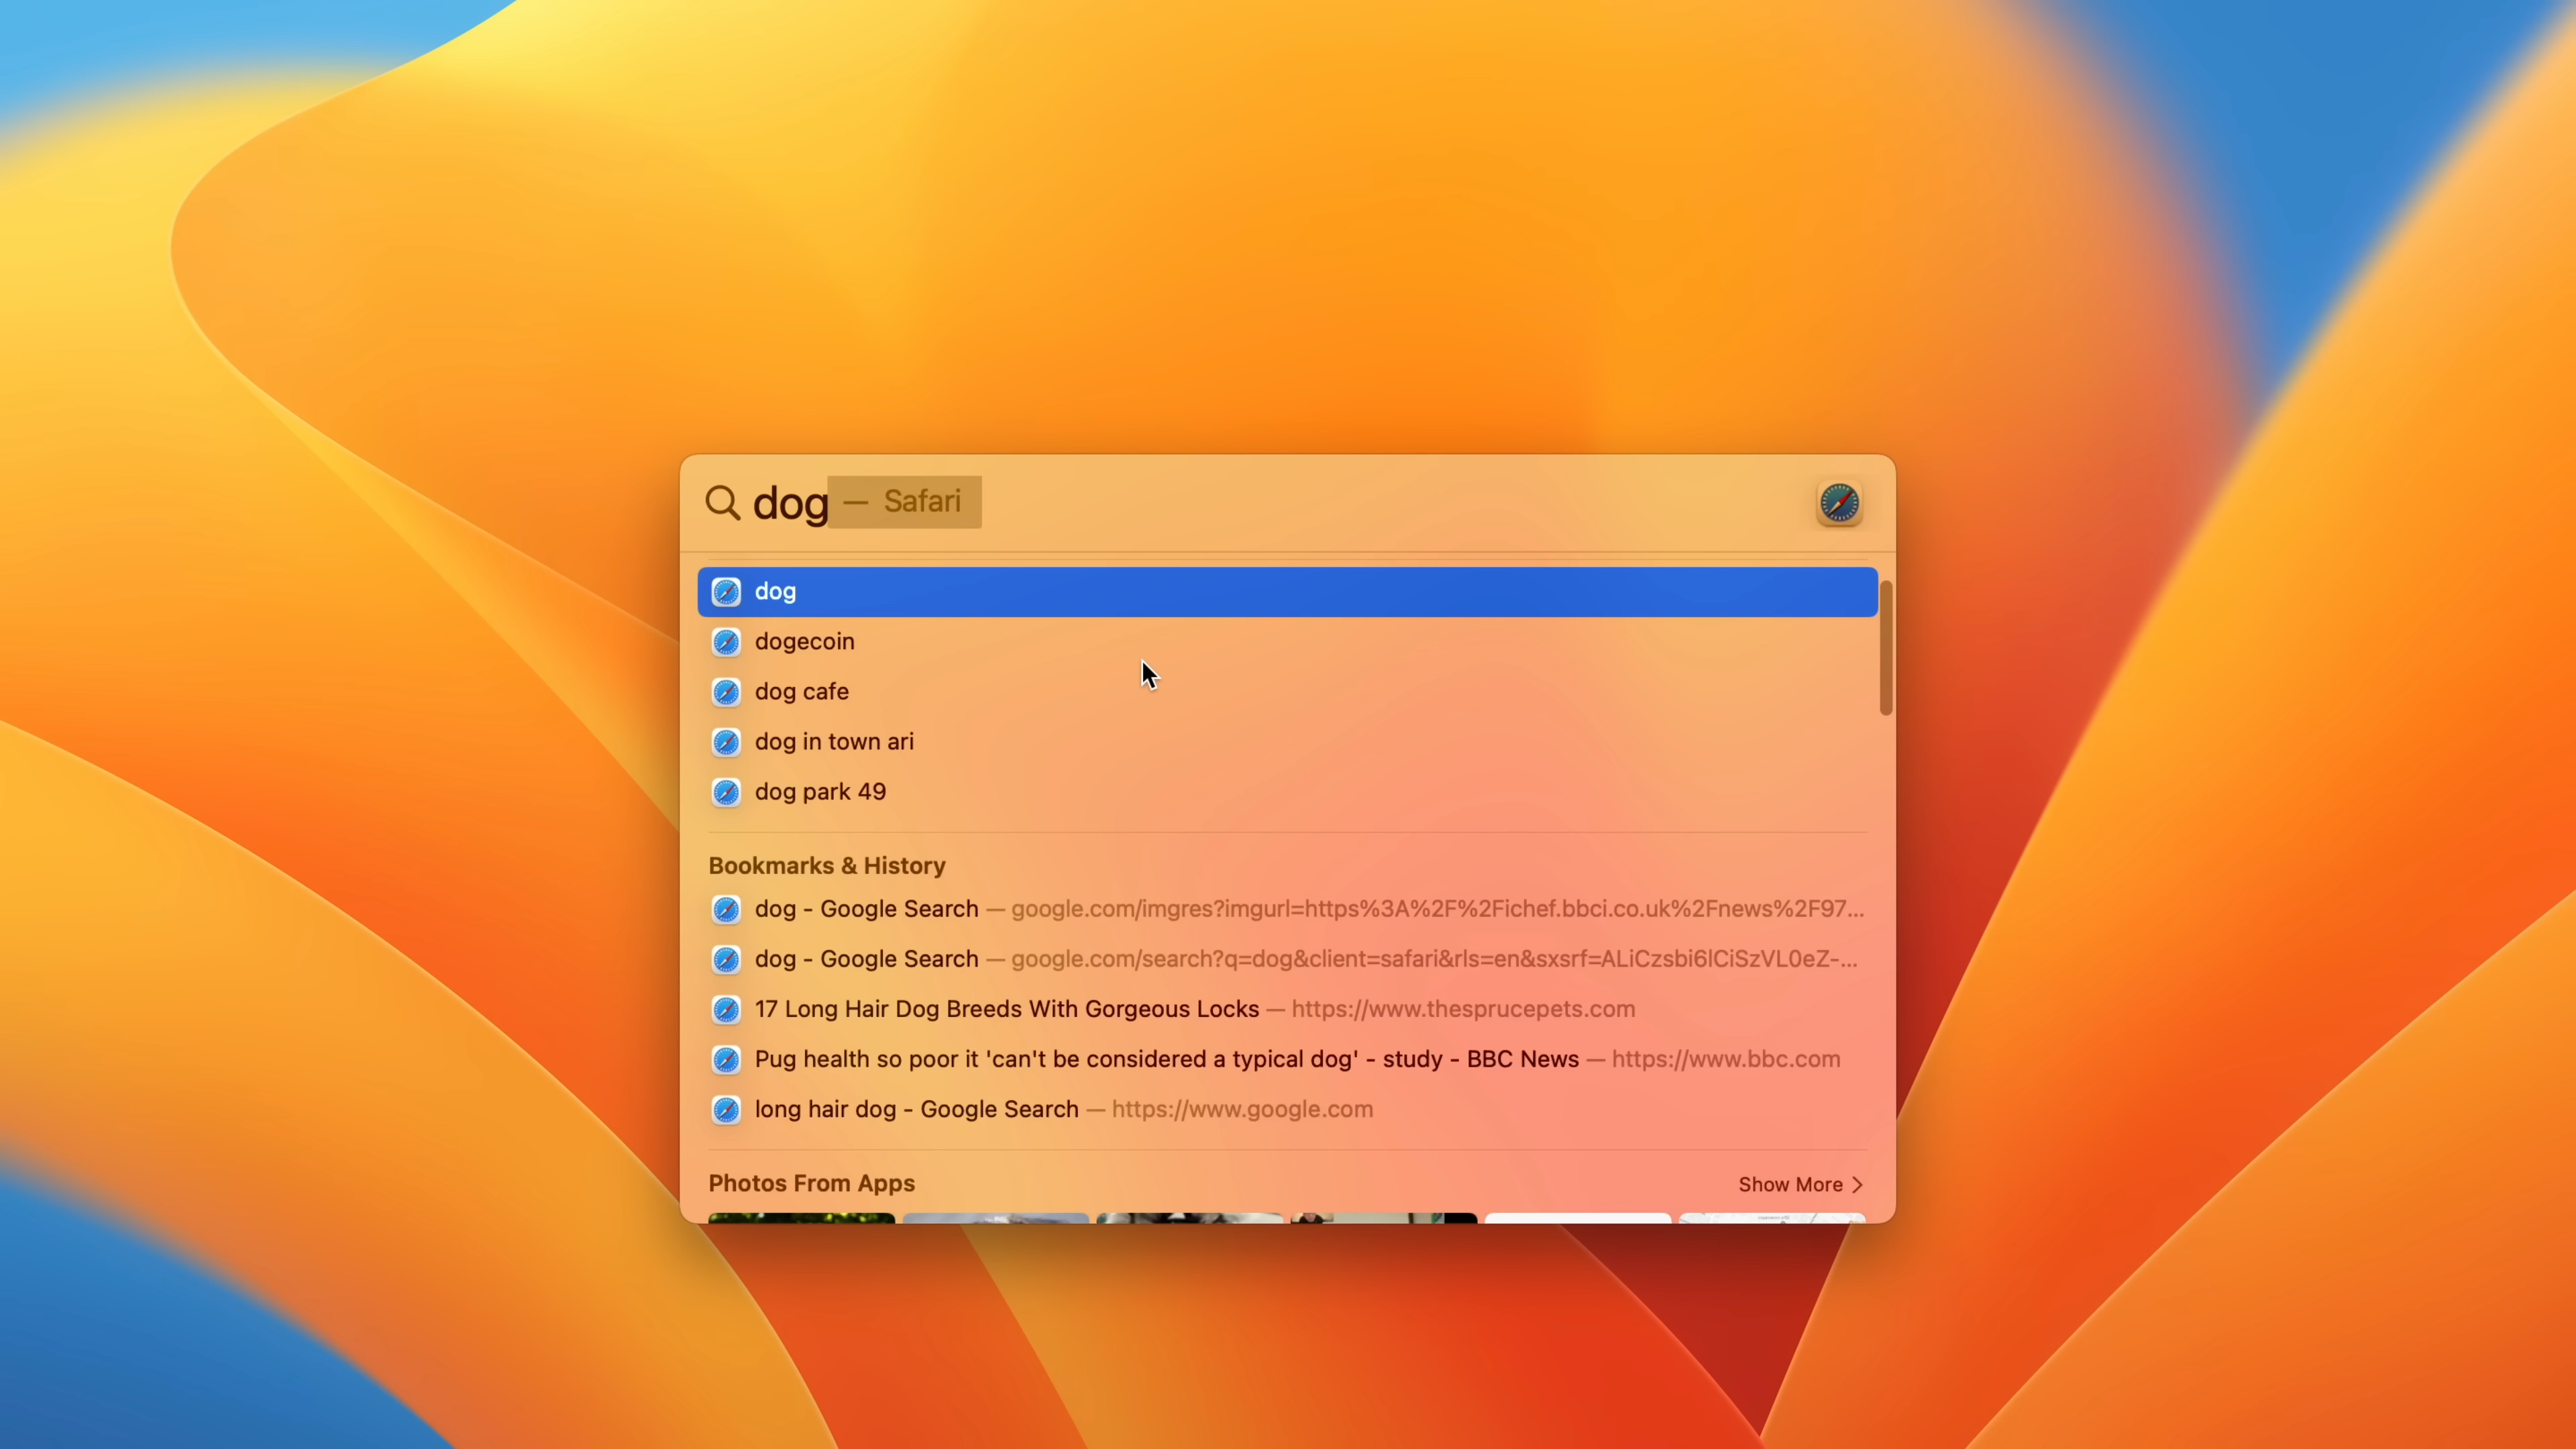 dog — Safari
dog
dogecoin
dog cafe
dog in town ari
dog park 49
Bookmarks & History
dog - Google Search — google.com/imgres?imgurl=https%3A%2F%2Fichef.bbci.co.uk%2Fnews%2F97...
dog - Google Search — google.com/search?q=dog&client=safari&rls=en&sxsrf=ALiCzsbi6lCiSzVL0eZ-...
17 Long Hair Dog Breeds With Gorgeous Locks — https://www.thesprucepets.com
Pug health so poor it 'can't be considered a typical dog' - study - BBC News — https://www.bbc.com
long hair dog - Google Search — https://www.google.com
Photos From Apps Show More